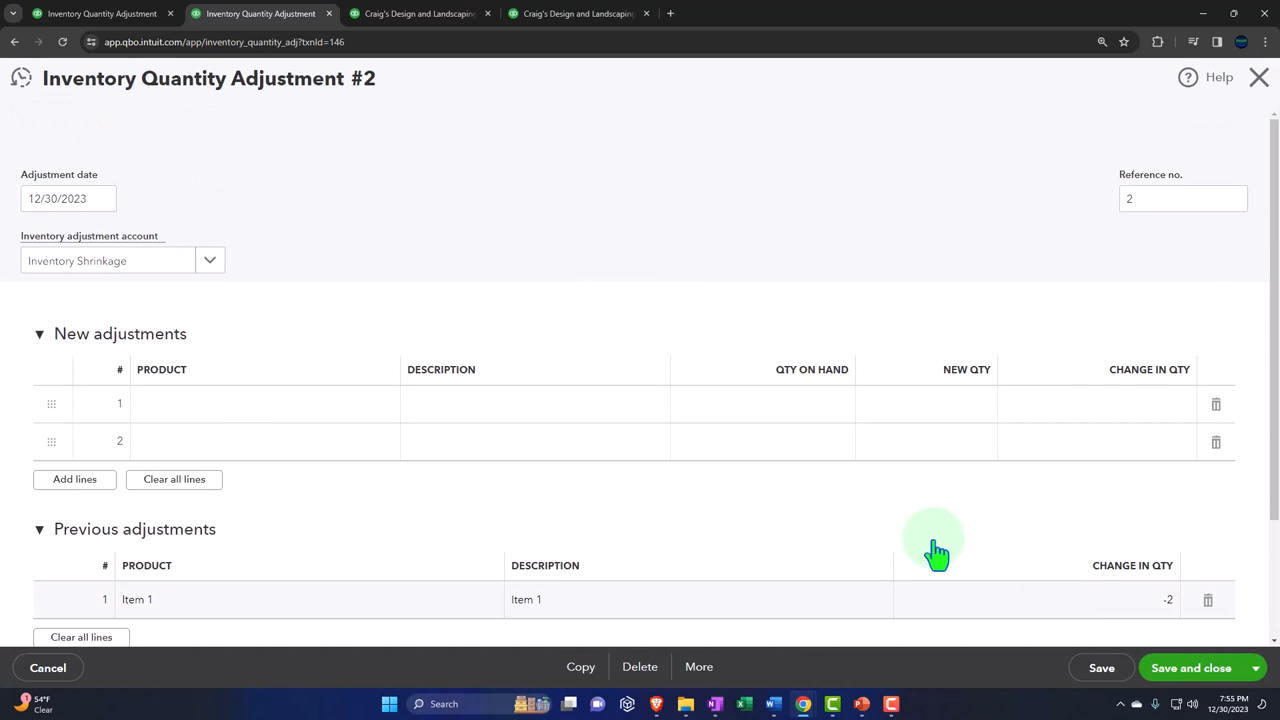 Inventory Quantity Adjustment
Inventory Quantity Adjustment
Craig's Design and Landscaping
Craig's Design and Landscaping
app.qbo.intuit.com/app/inventory_quantity_adj?txnId=146
Inventory Quantity Adjustment #2
Help
Adjustment date
Reference no.
12/30/2023
2
Inventory adjustment account
Inventory Shrinkage
New adjustments
# PRODUCT DESCRIPTION QTY ON HAND NEW QTY CHANGE IN QTY
1
2
Add lines Clear all lines
Previous adjustments
# PRODUCT DESCRIPTION CHANGE IN QTY
1 Item 1 Item 1 -2
Clear all lines
Cancel Copy Delete More Save Save and close
1
54°F
Clear
Search
7:55 PM
12/30/2023